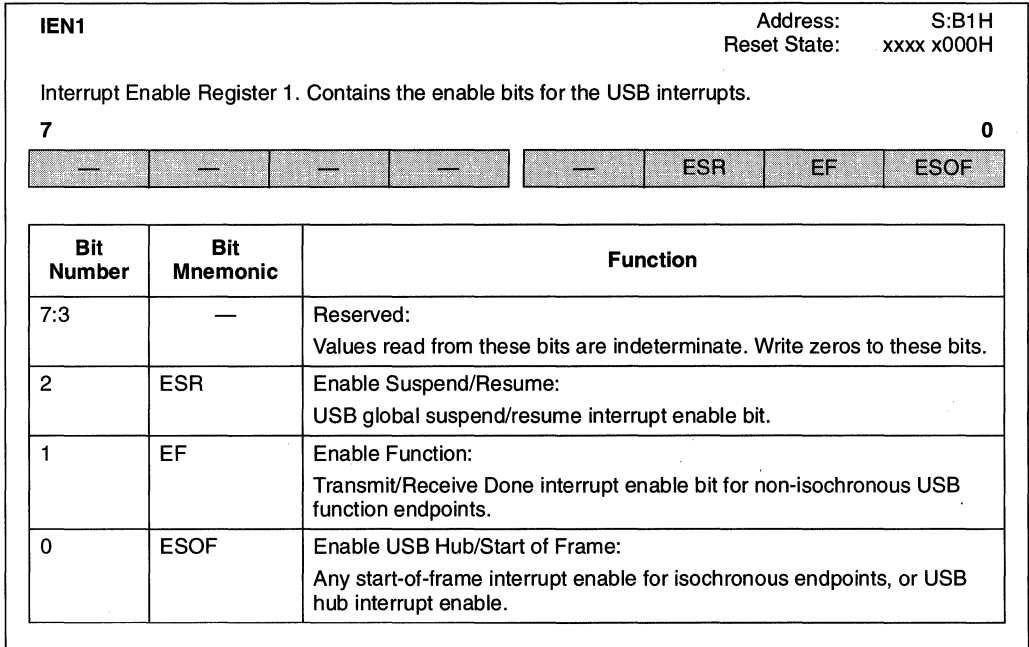 IEN1 Address: S:B1H
Reset State: xxxx x000H
Interrupt Enable Register 1. Contains the enable bits for the USB interrupts.
7 0
— — — — — ESR EF ESOF
Bit Number Bit Mnemonic Function
7:3 — Reserved:
Values read from these bits are indeterminate. Write zeros to these bits.
2 ESR Enable Suspend/Resume:
USB global suspend/resume interrupt enable bit.
1 EF Enable Function:
Transmit/Receive Done interrupt enable bit for non-isochronous USB
function endpoints.
0 ESOF Enable USB Hub/Start of Frame:
Any start-of-frame interrupt enable for isochronous endpoints, or USB
hub interrupt enable.